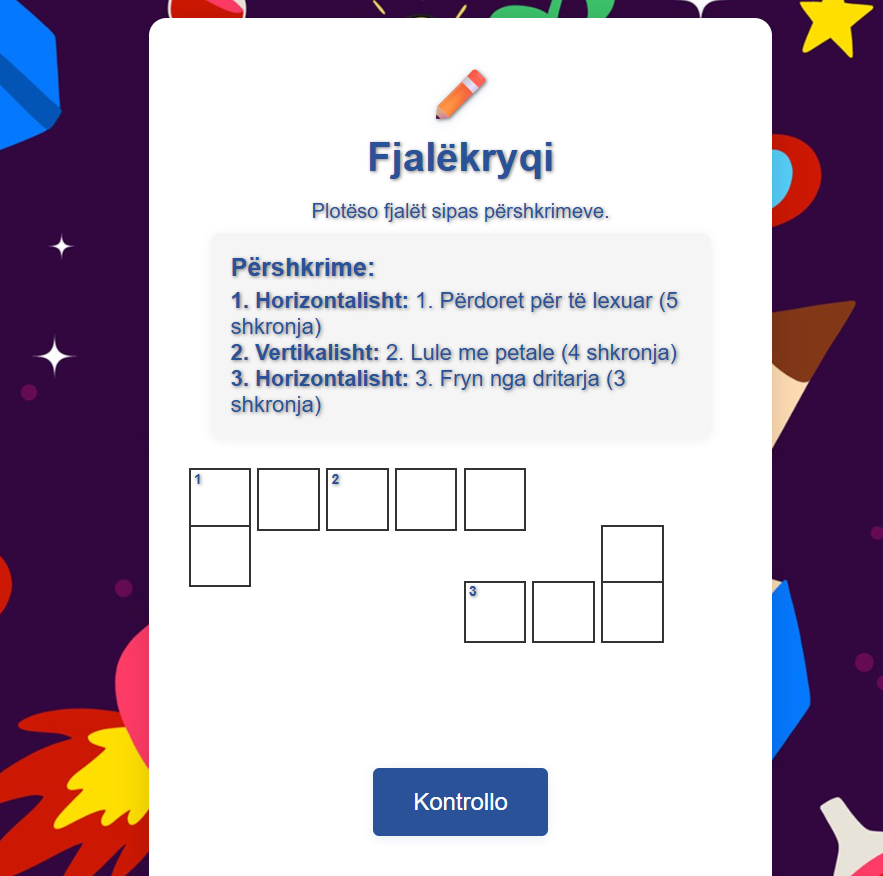 Fjalëkryqi
Plotëso fjalët sipas përshkrimeve.
Përshkrime:
1. Horizontalisht: 1. Përdoret për të lexuar (5
shkronja)
2. Vertikalisht: 2. Lule me petale (4 shkronja)
3. Horizontalisht: 3. Fryn nga dritarja (3
shkronja)
1
2
3
Kontrollo